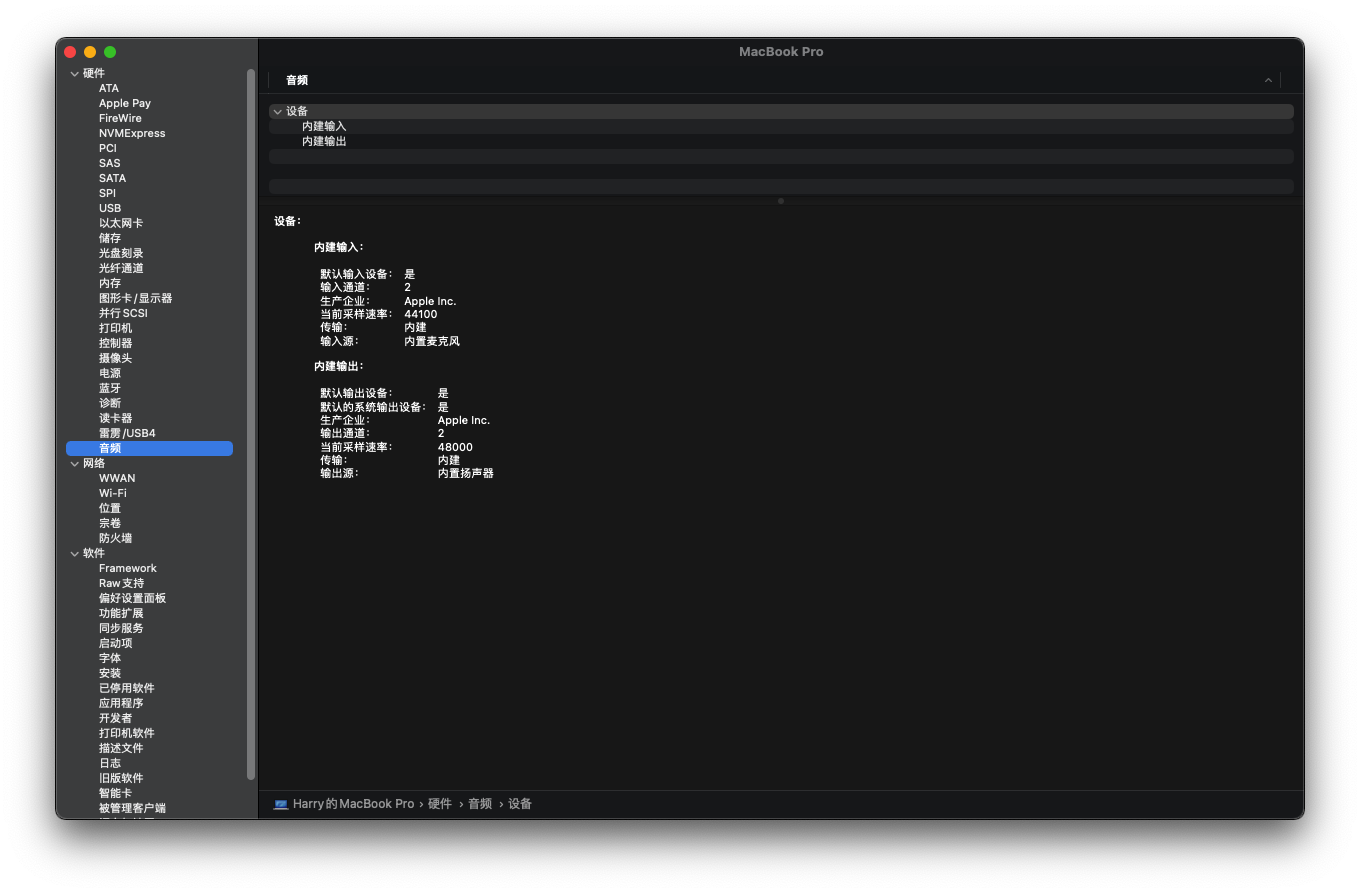 MacBook Pro
硬件
ATA
Apple Pay
FireWire
NVMExpress
PCI
SAS
SATA
SPI
USB
以太网卡
储存
光盘刻录
光纤通道
内存
图形卡/显示器
并行SCSI
打印机
控制器
摄像头
电源
蓝牙
诊断
读卡器
雷雳/USB4
音频
网络
WWAN
Wi-Fi
位置
宗卷
防火墙
软件
Framework
Raw支持
偏好设置面板
功能扩展
同步服务
启动项
字体
安装
已停用软件
应用程序
开发者
打印机软件
描述文件
日志
旧版软件
智能卡
被管理客户端
音频
设备
内建输入
内建输出
设备：
内建输入：
默认输入设备： 是
输入通道： 2
生产企业： Apple Inc.
当前采样速率： 44100
传输： 内建
输入源： 内置麦克风
内建输出：
默认输出设备： 是
默认的系统输出设备： 是
生产企业： Apple Inc.
输出通道： 2
当前采样速率： 48000
传输： 内建
输出源： 内置扬声器
Harry的MacBook Pro › 硬件 › 音频 › 设备